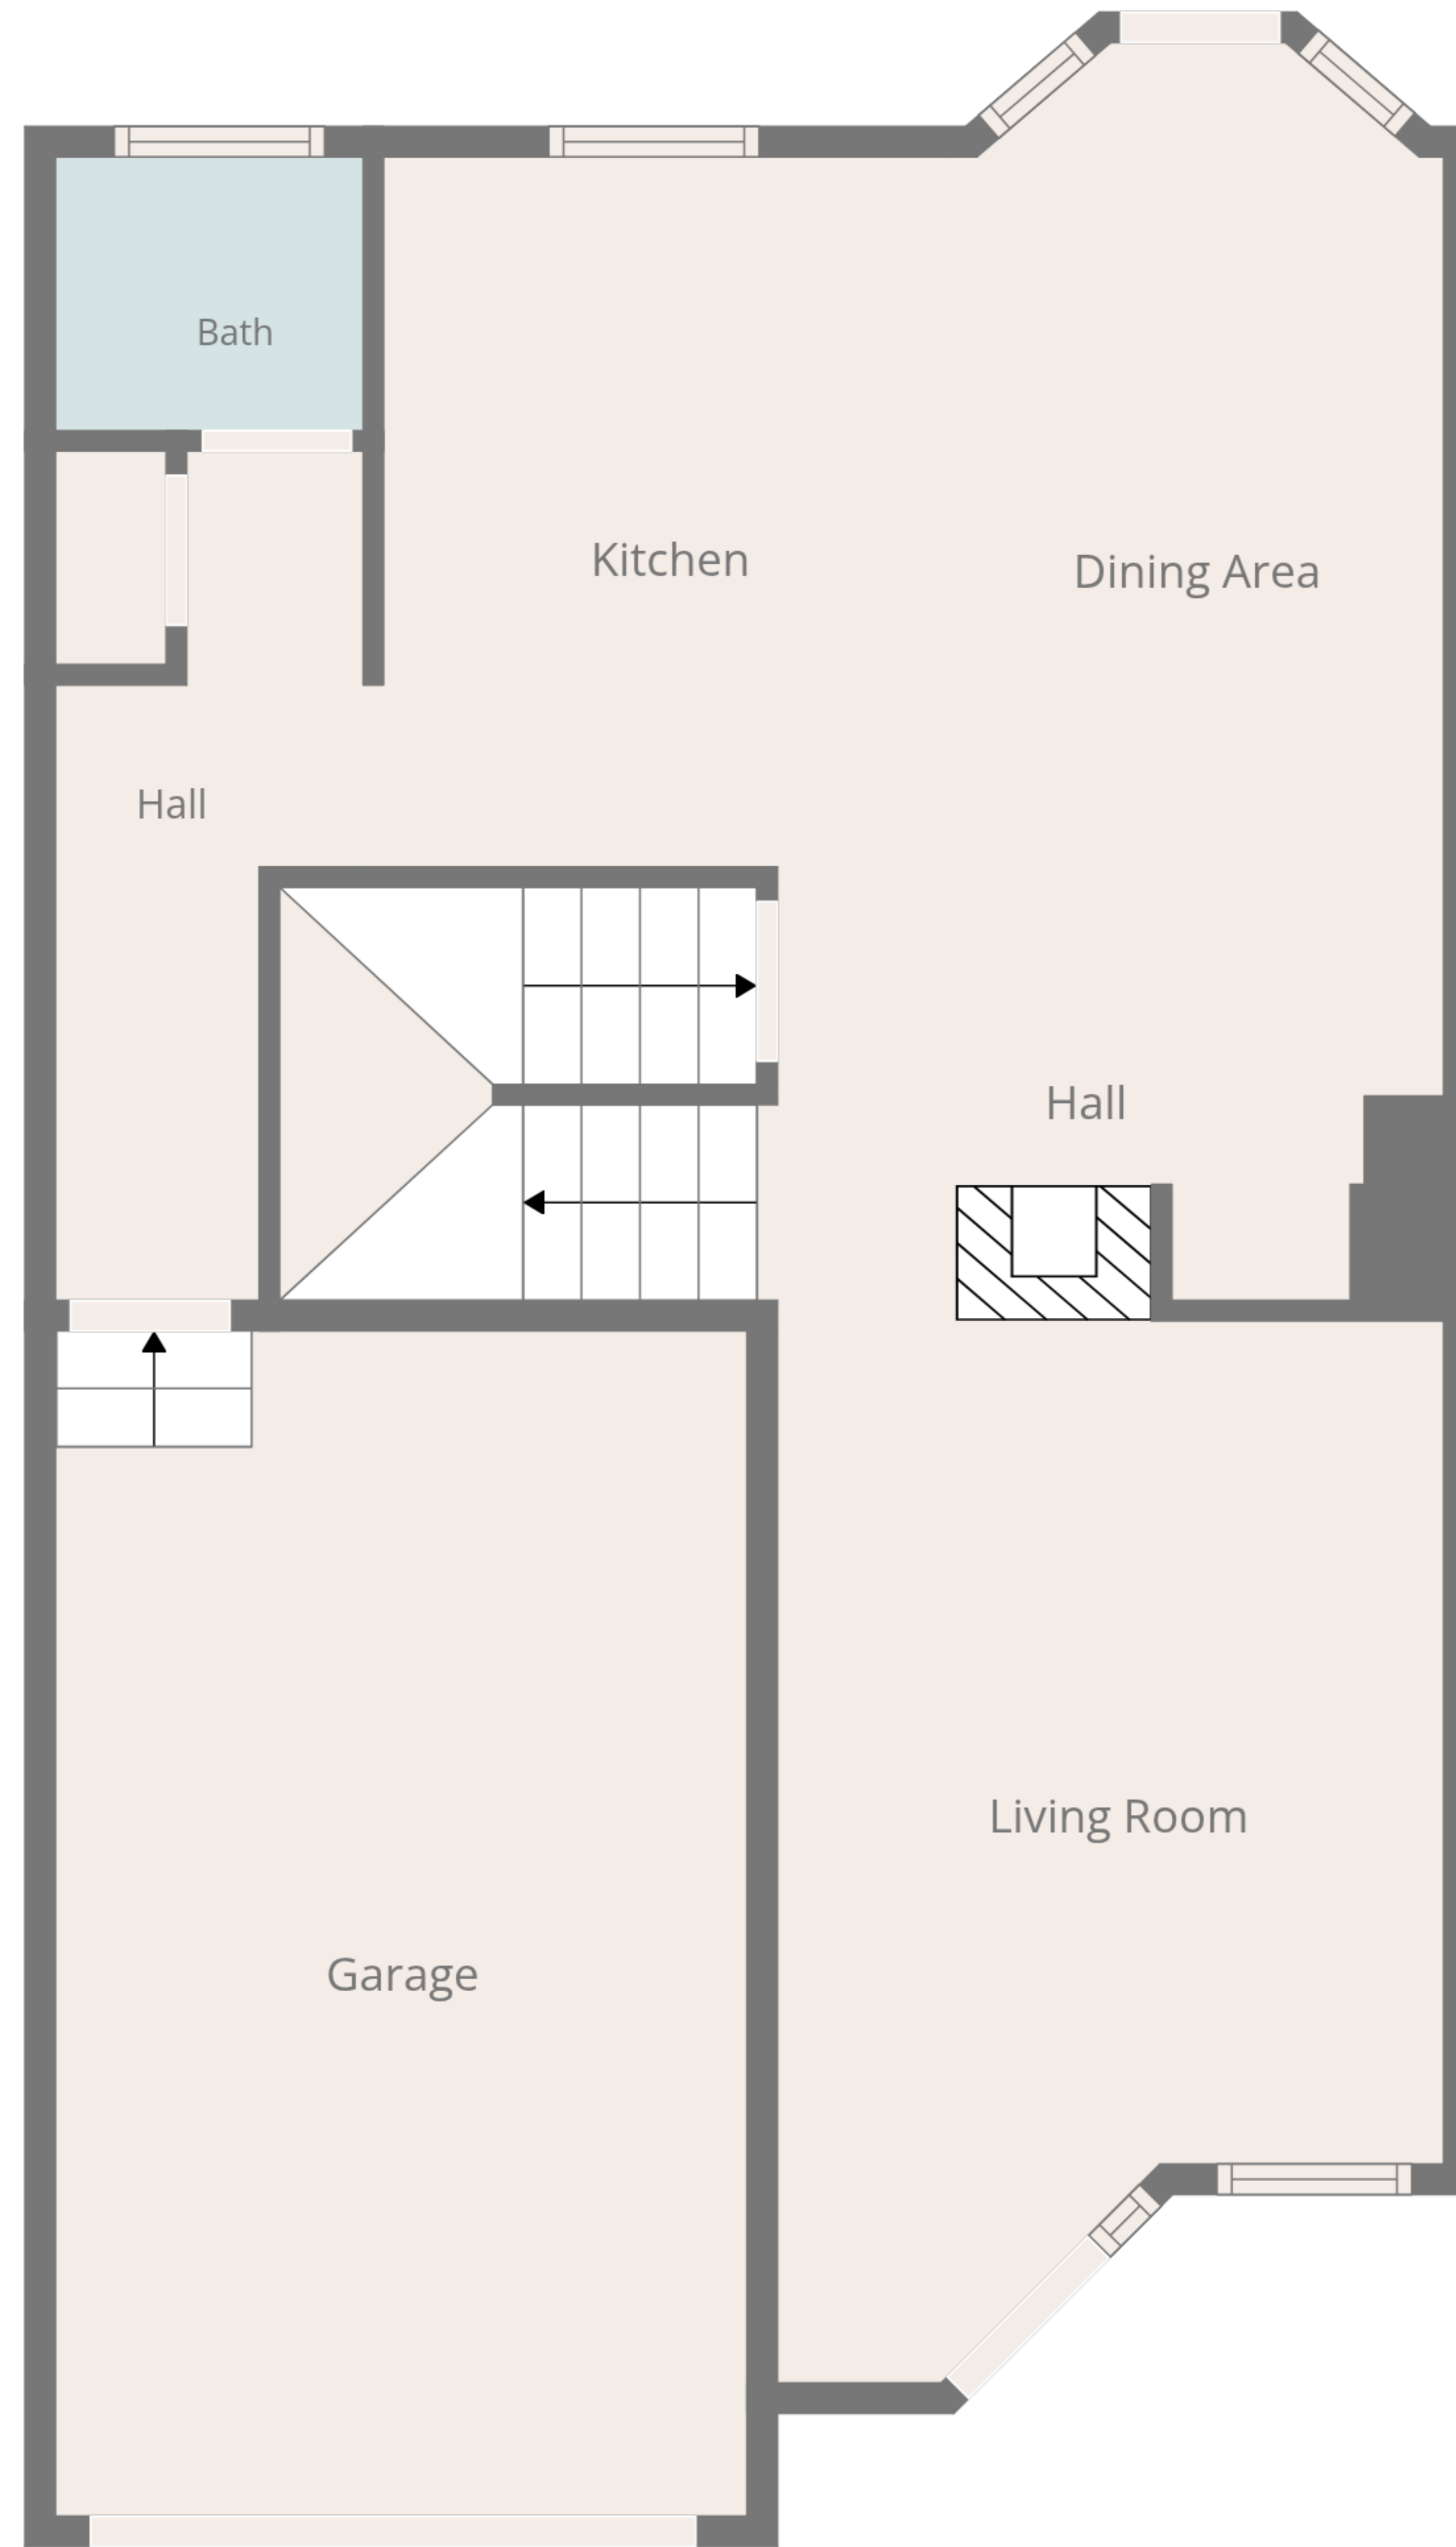 Bath
Kitchen
Dining Area
Hall
Hall
Living Room
Garage